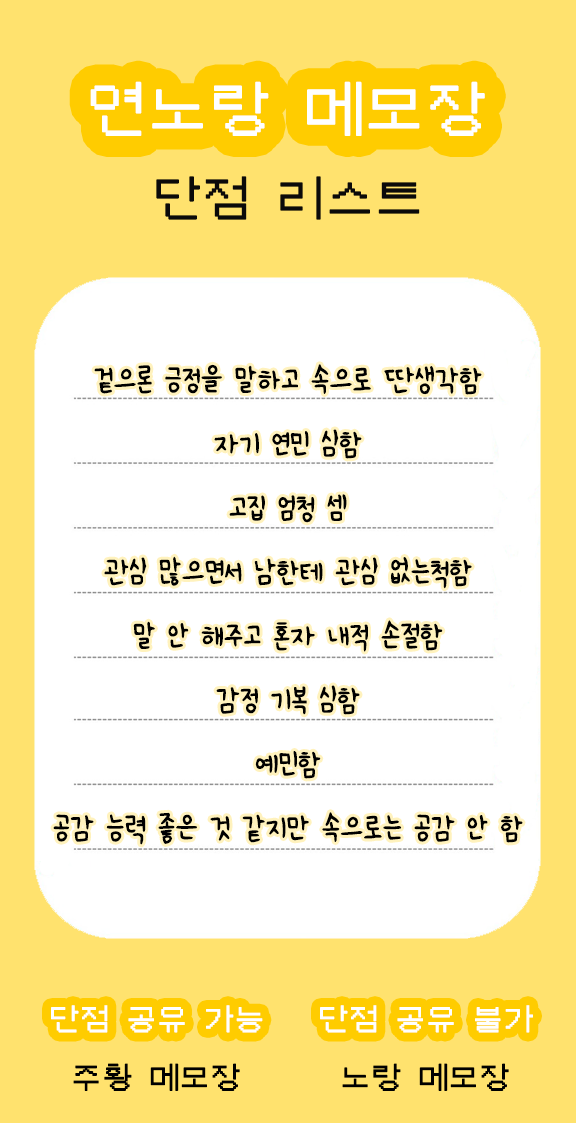 연노랑 메모장
단점 리스트
겉으론 긍정을 말하고 속으로 딴생각함
자기 연민 심함
고집 엄청 셈
관심 많으면서 남한테 관심 없는척함
말 안 해주고 혼자 내적 손절함
감정 기복 심함
예민함
공감 능력 좋은 것 같지만 속으로는 공감 안 함
단점 공유 가능
주황 메모장
단점 공유 불가
노랑 메모장